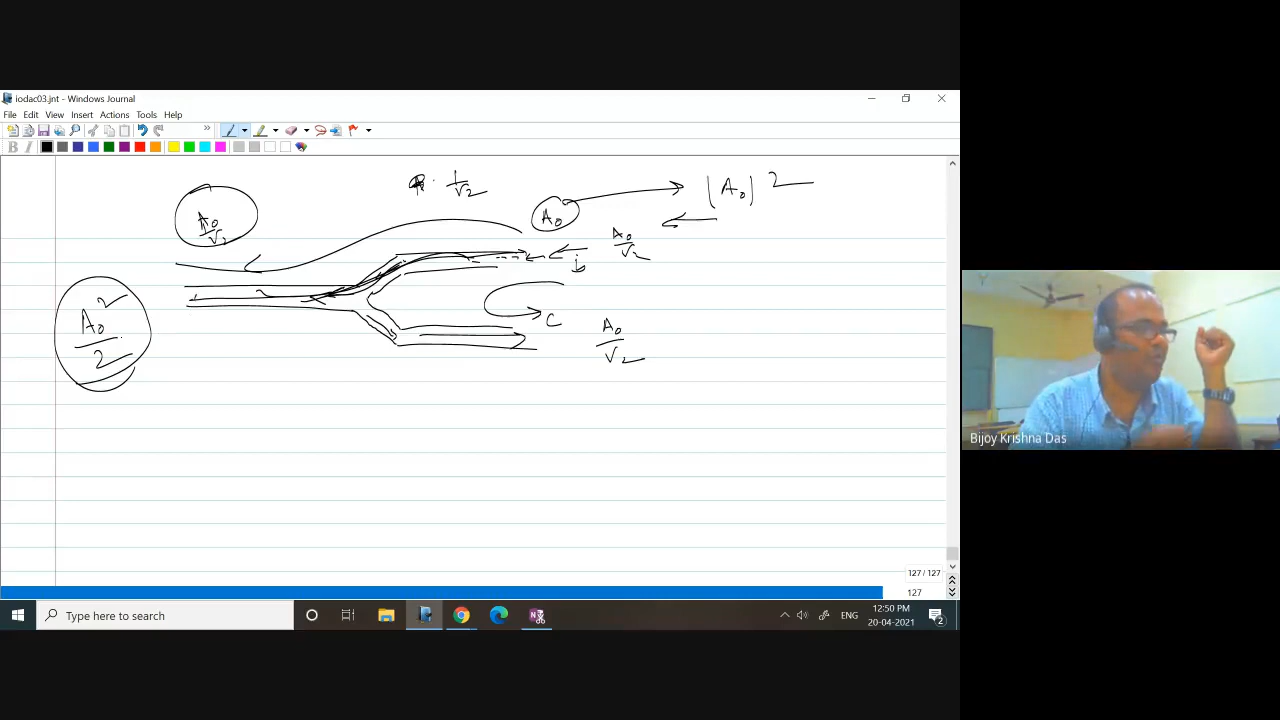 iodac03.jnt - Windows Journal
File Edit View Insert Actions Tools Help
B I
1/√2
A₀/√2
A₀
|A₀|²
A₀/√2
b
A₀²/2
C
A₀/√2
Bijoy Krishna Das
127 / 127
127
Type here to search
ENG
12:50 PM
20-04-2021
2